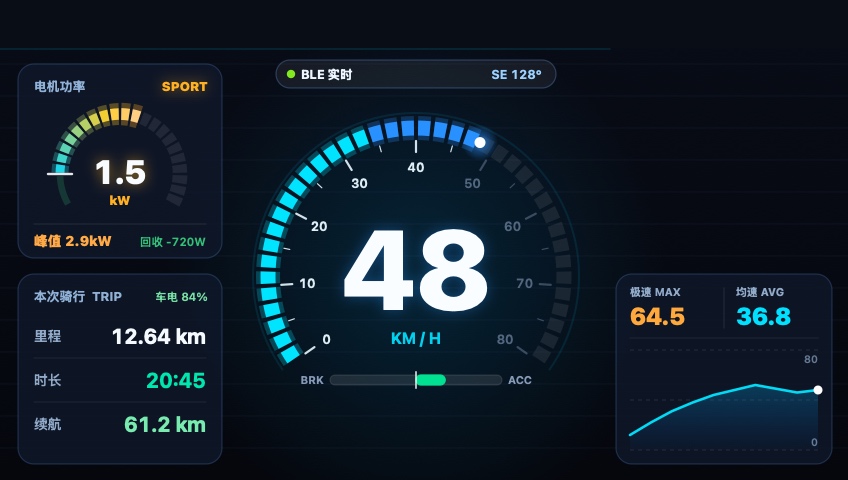 电机功率 SPORT
1.5
kW
峰值 2.9kW 回收 -720W
本次骑行 TRIP 车电 84%
里程 12.64 km
时长 20:45
续航 61.2 km
BLE 实时 SE 128°
0
10
20
30
40
50
60
70
80
48
KM / H
BRK ACC
极速 MAX 均速 AVG
64.5 36.8
80
0